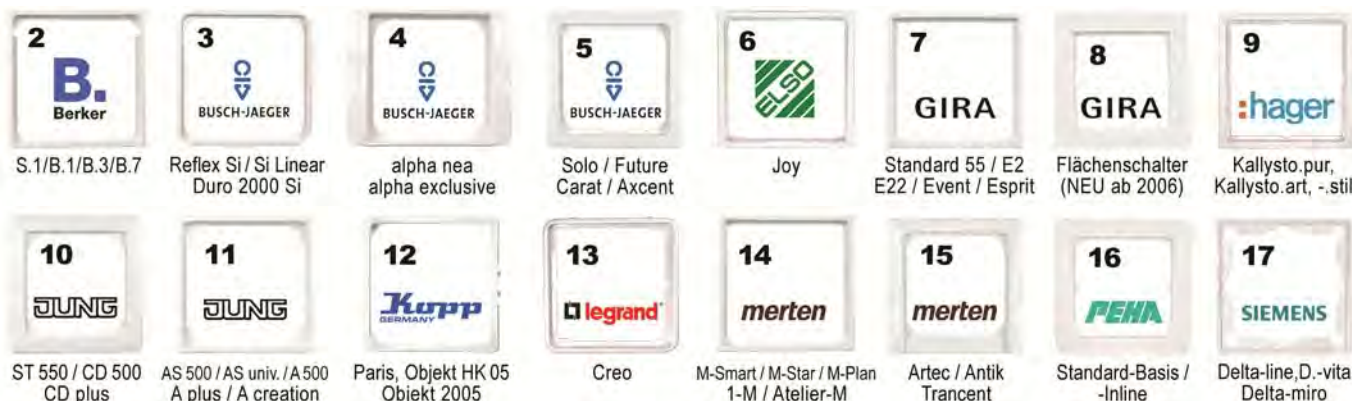 2
B.
Berker
S.1/B.1/B.3/B.7
3
BUSCH-JAEGER
Reflex Si / Si Linear
Duro 2000 Si
4
BUSCH-JAEGER
alpha nea
alpha exclusive
5
BUSCH-JAEGER
Solo / Future
Carat / Axcent
6
ELSO
Joy
7
GIRA
Standard 55 / E2
E22 / Event / Esprit
8
GIRA
Flächenschalter
(NEU ab 2006)
9
:hager
Kallysto.pur,
Kallysto.art, -.stil
10
JUNG
ST 550 / CD 500
CD plus
11
JUNG
AS 500 / AS univ. / A 500
A plus / A creation
12
Kopp
GERMANY
Paris, Objekt HK 05
Objekt 2005
13
legrand®
Creo
14
merten
M-Smart / M-Star / M-Plan
1-M / Atelier-M
15
merten
Artec / Antik
Trancent
16
PEHA
Standard-Basis /
-Inline
17
SIEMENS
Delta-line,D.-vita
Delta-miro